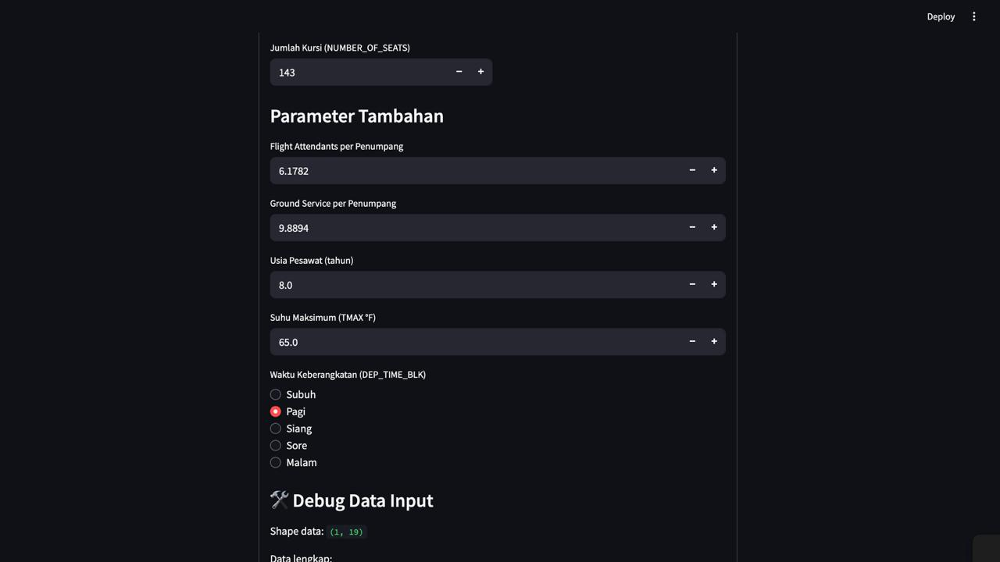 Deploy
Jumlah Kursi (NUMBER_OF_SEATS)
143
Parameter Tambahan
Flight Attendants per Penumpang
6.1782
Ground Service per Penumpang
9.8894
Usia Pesawat (tahun)
8.0
Suhu Maksimum (TMAX °F)
65.0
Waktu Keberangkatan (DEP_TIME_BLK)
Subuh
Pagi
Siang
Sore
Malam
Debug Data Input
Shape data: (1, 19)
Data lengkap: